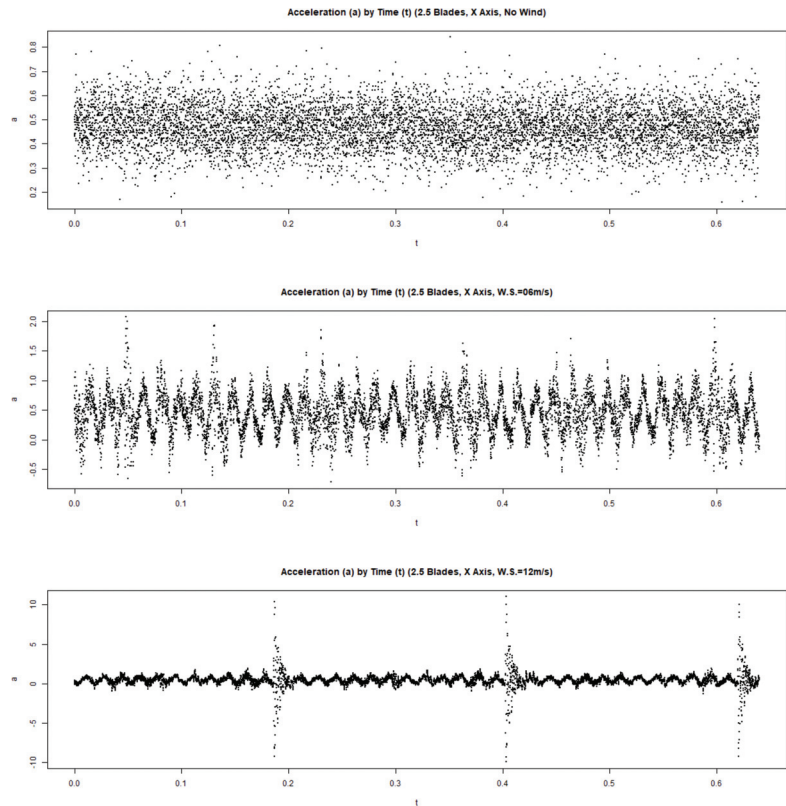 Acceleration (a) by Time (t) (2.5 Blades, X Axis, No Wind)
0.8
0.7
0.6
0.5
0.4
0.3
0.2
a
0.0 0.1 0.2 0.3 0.4 0.5 0.6
t
Acceleration (a) by Time (t) (2.5 Blades, X Axis, W.S.=06m/s)
2.0
1.5
1.0
0.5
0.0
-0.5
a
0.0 0.1 0.2 0.3 0.4 0.5 0.6
t
Acceleration (a) by Time (t) (2.5 Blades, X Axis, W.S.=12m/s)
10
5
0
-5
-10
a
0.0 0.1 0.2 0.3 0.4 0.5 0.6
t